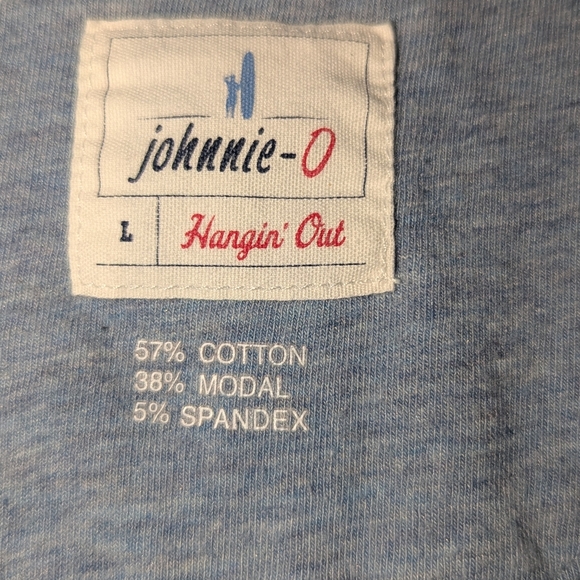 johnnie-O
L Hangin' Out
57% COTTON
38% MODAL
5% SPANDEX